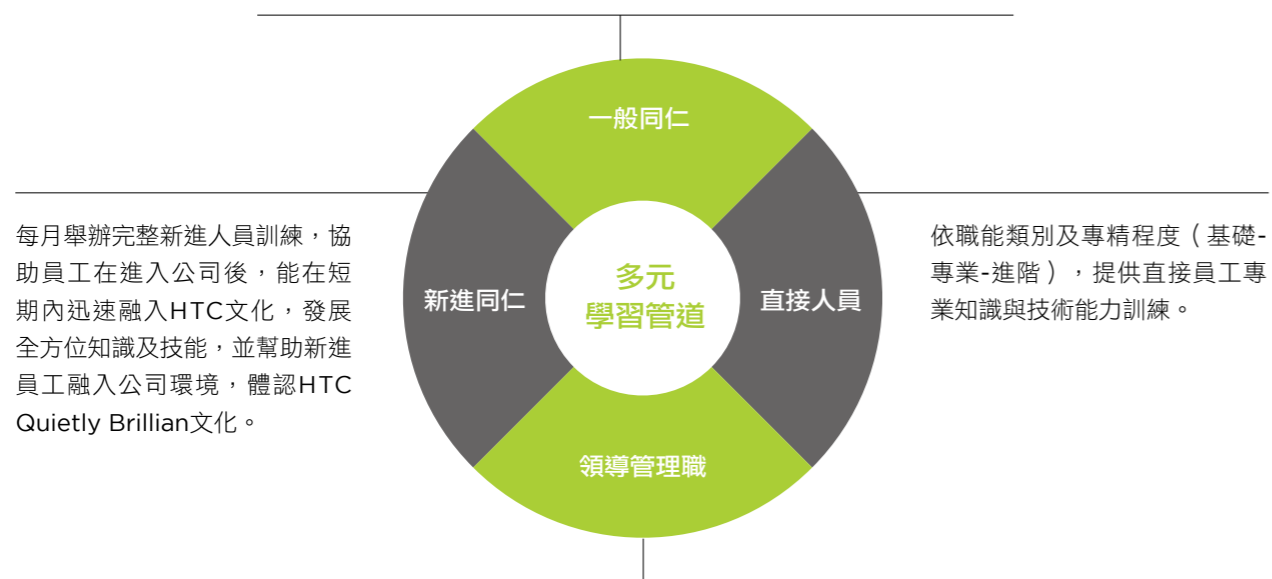 一般同仁
每月舉辦完整新進人員訓練，協
助員工在進入公司後，能在短
期內迅速融入HTC文化，發展
全方位知識及技能，並幫助新進
員工融入公司環境，體認HTC
Quietly Brillian文化。
新進同仁
多元
學習管道
直接人員
依職能類別及專精程度（基礎-
專業-進階），提供直接員工專
業知識與技術能力訓練。
領導管理職